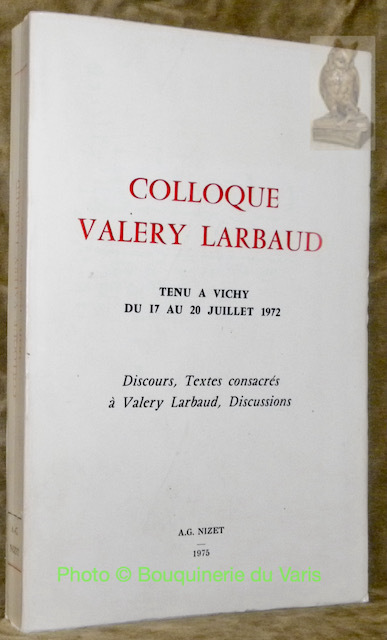 COLLOQUE
VALERY LARBAUD
TENU A VICHY
DU 17 AU 20 JUILLET 1972
Discours, Textes consacrés
à Valery Larbaud, Discussions
A.G. NIZET
1975
A.G.
NIZET
Photo © Bouquinerie du Varis